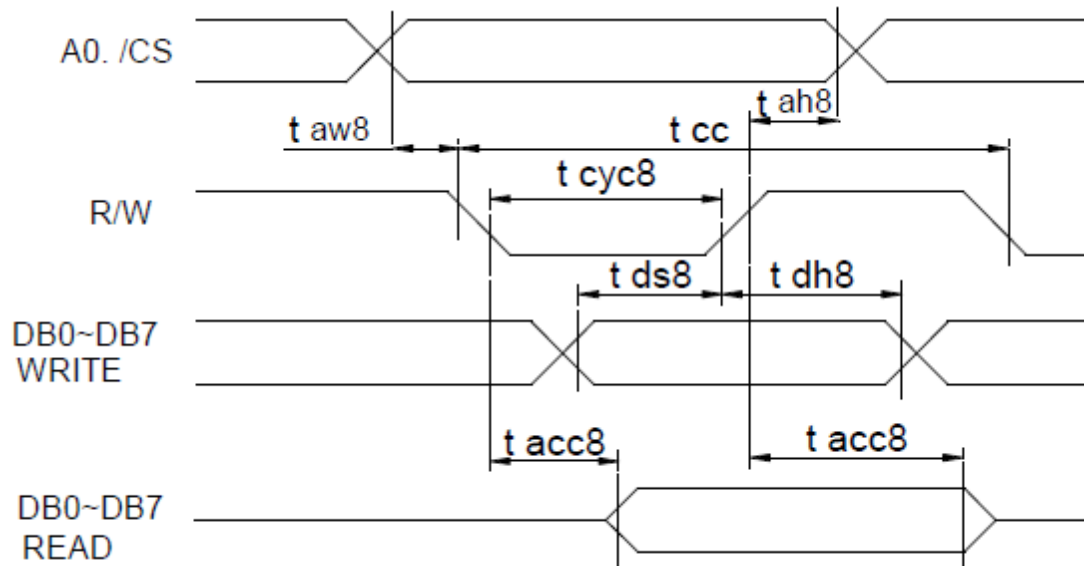 A0. /CS
t ah8
t aw8
t cc
t cyc8
R/W
t ds8
t dh8
DB0~DB7
WRITE
t acc8
t acc8
DB0~DB7
READ